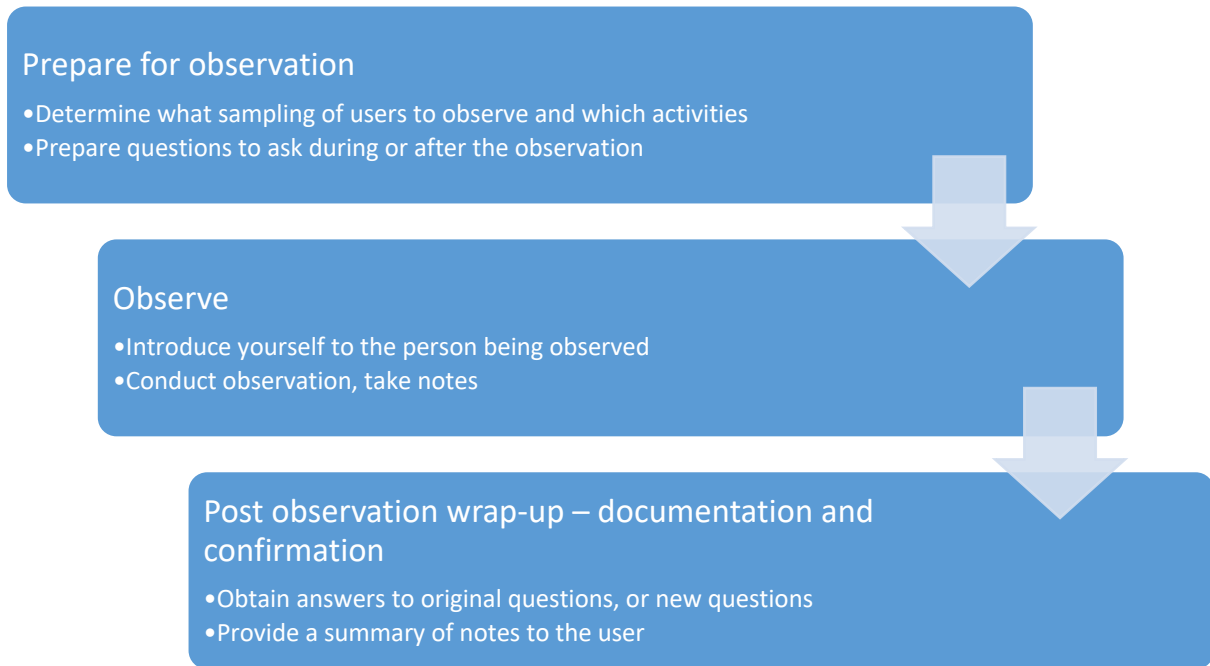 Prepare for observation
•Determine what sampling of users to observe and which activities
•Prepare questions to ask during or after the observation
Observe
•Introduce yourself to the person being observed
•Conduct observation, take notes
Post observation wrap-up – documentation and
confirmation
•Obtain answers to original questions, or new questions
•Provide a summary of notes to the user